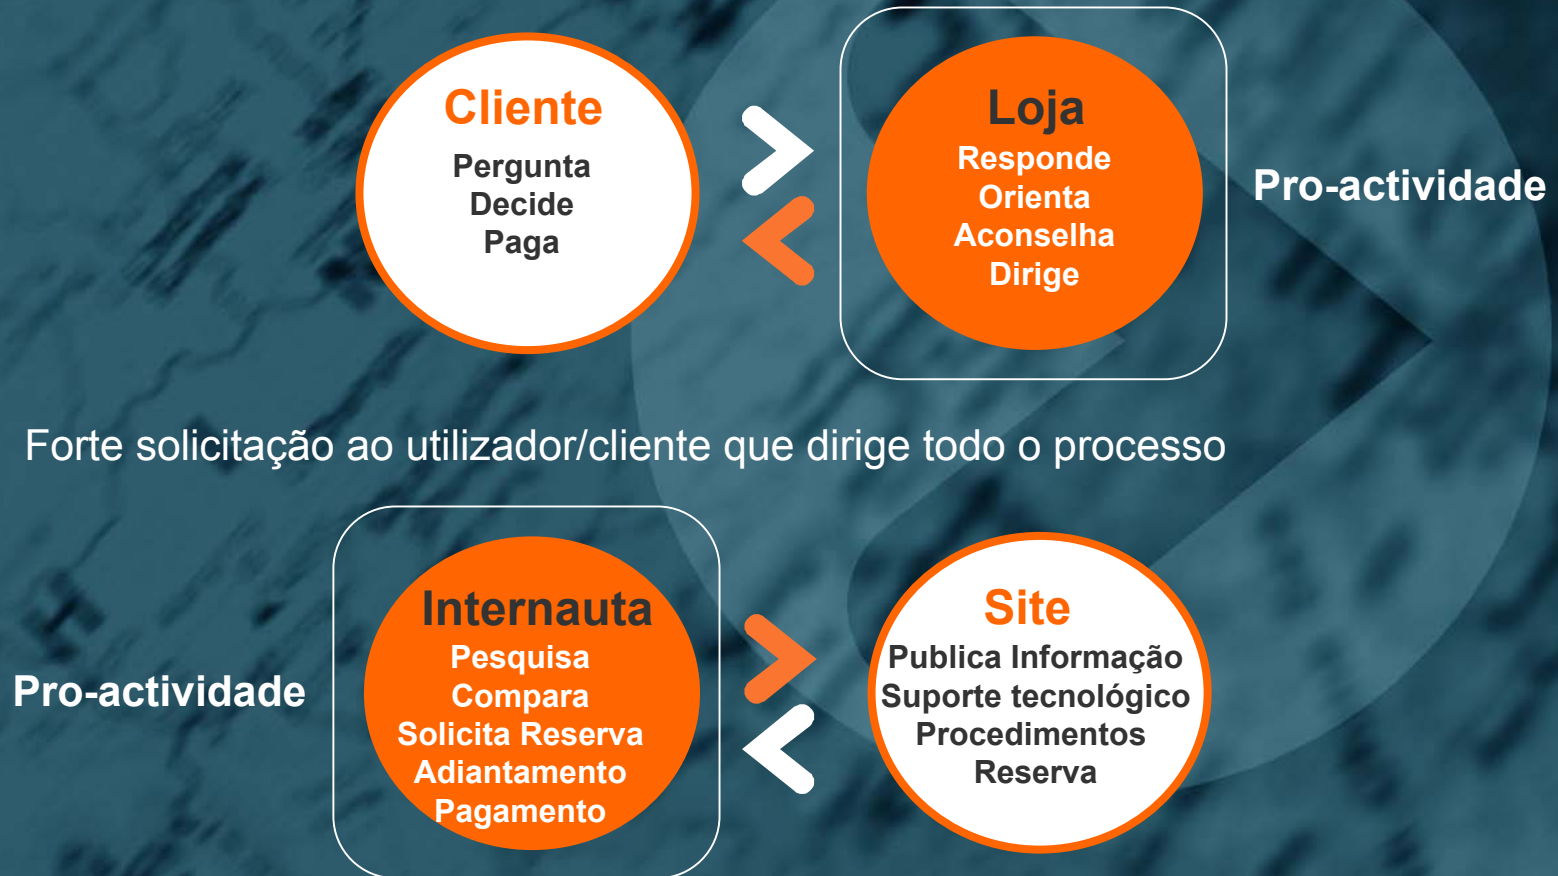 Cliente
Pergunta
Decide
Paga
Loja
Responde
Orienta
Aconselha
Dirige
Pro-actividade
Forte solicitação ao utilizador/cliente que dirige todo o processo
Pro-actividade
Internauta
Pesquisa
Compara
Solicita Reserva
Adiantamento
Pagamento
Site
Publica Informação
Suporte tecnológico
Procedimentos
Reserva